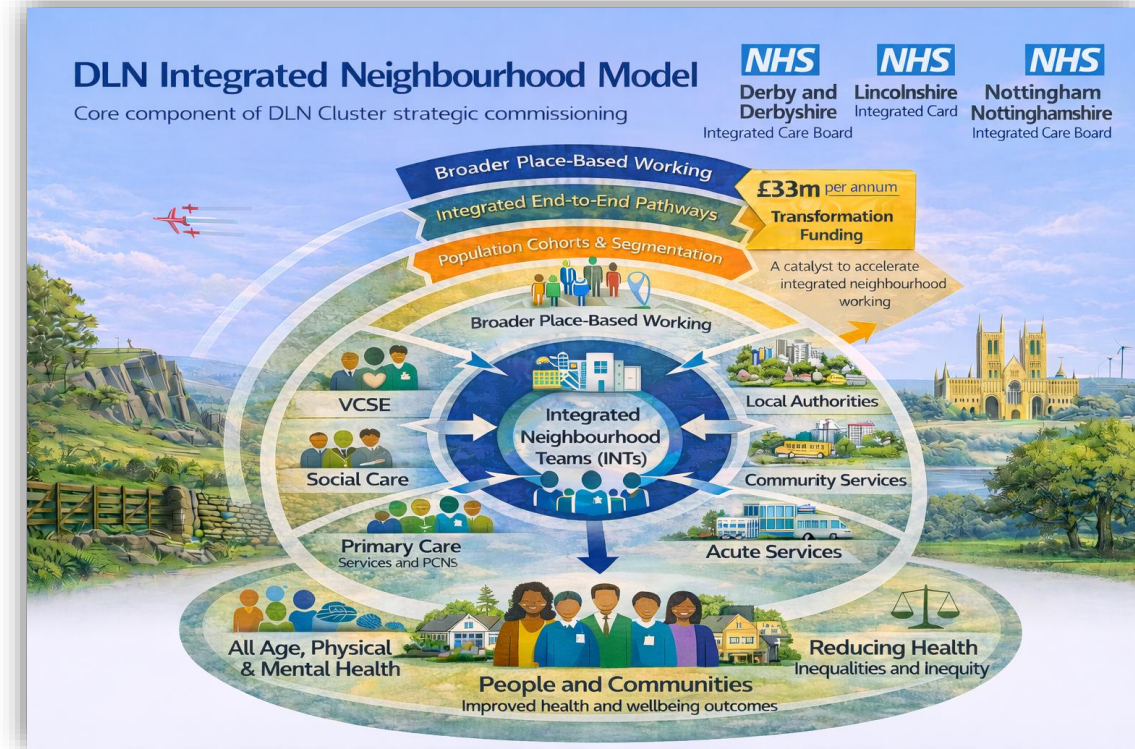 DLN Integrated Neighbourhood Model
Core component of DLN Cluster strategic commissioning
NHS
Derby and
Derbyshire
Integrated Care Board
NHS
Lincolnshire
Integrated Card
NHS
Nottingham
Nottinghamshire
Integrated Care Board
Broader Place-Based Working
Integrated End-to-End Pathways
Population Cohorts & Segmentation
£33m per annum
Transformation
Funding
A catalyst to accelerate
integrated neighbourhood
working
Broader Place-Based Working
VCSE
Social Care
Primary Care
Services and PCNS
Integrated
Neighbourhood
Teams (INTs)
Local Authorities
Community Services
Acute Services
All Age, Physical
& Mental Health
People and Communities
Improved health and wellbeing outcomes
Reducing Health
Inequalities and Inequity